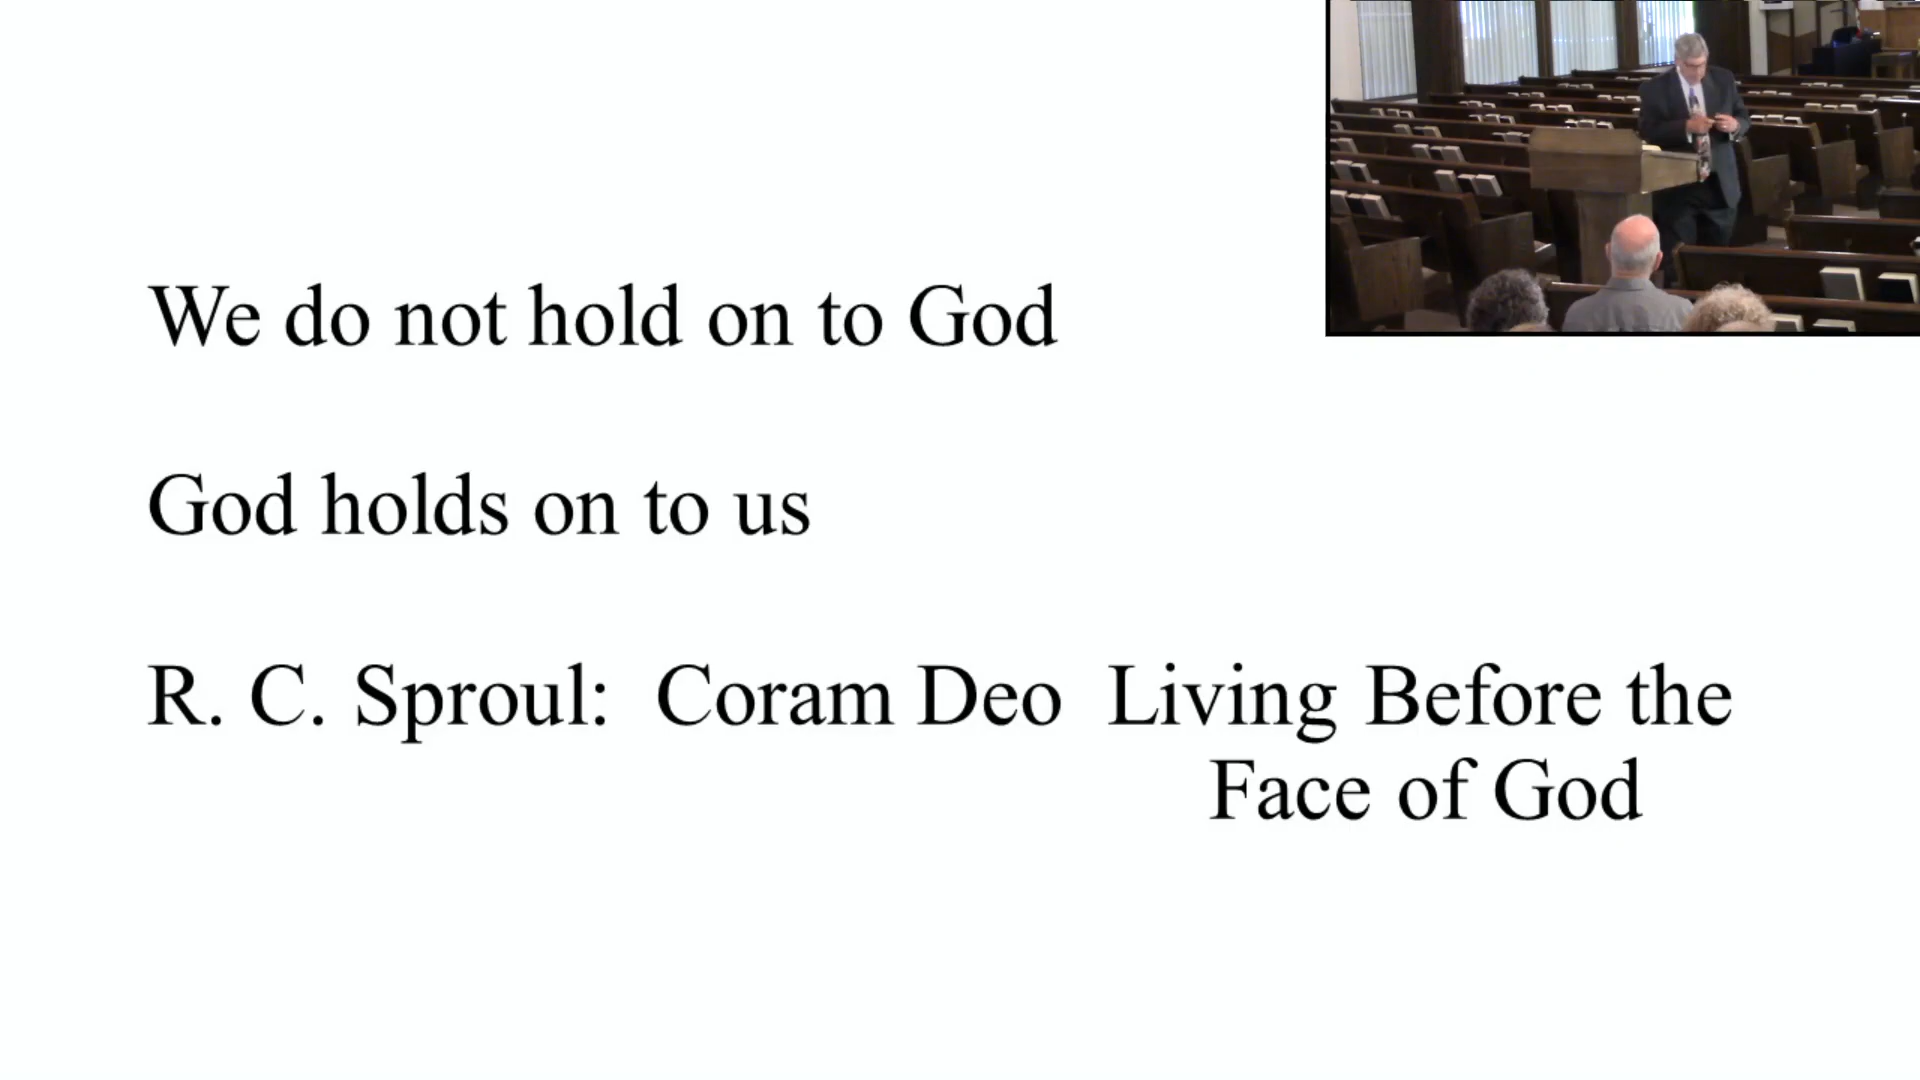 We do not hold on to God
God holds on to us
R. C. Sproul:  Coram Deo  Living Before the
Face of God